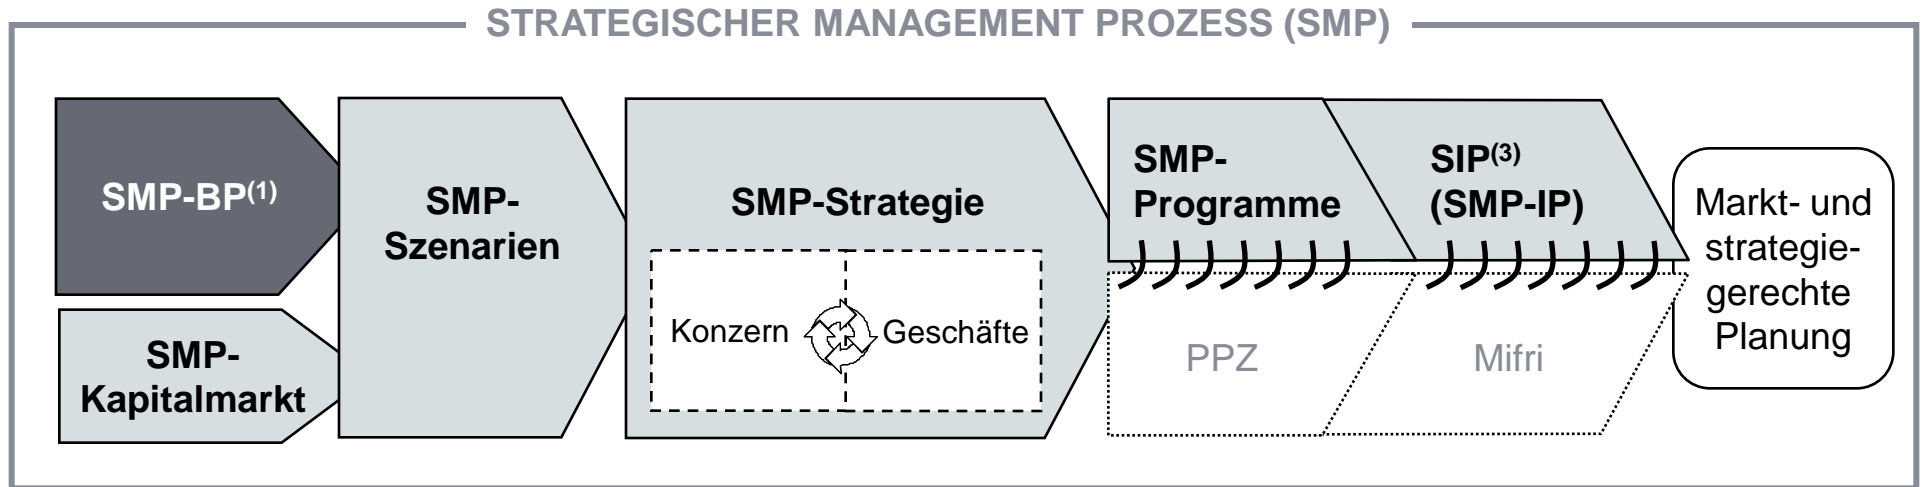 STRATEGISCHER MANAGEMENT PROZESS (SMP)
SMP-BP(1)
SMP-
Kapitalmarkt
SMP-
Szenarien
SMP-Strategie
Konzern
Geschäfte
SMP-
Programme
SIP(3)
(SMP-IP)
PPZ
Mifri
Markt- und
strategie-
gerechte
Planung